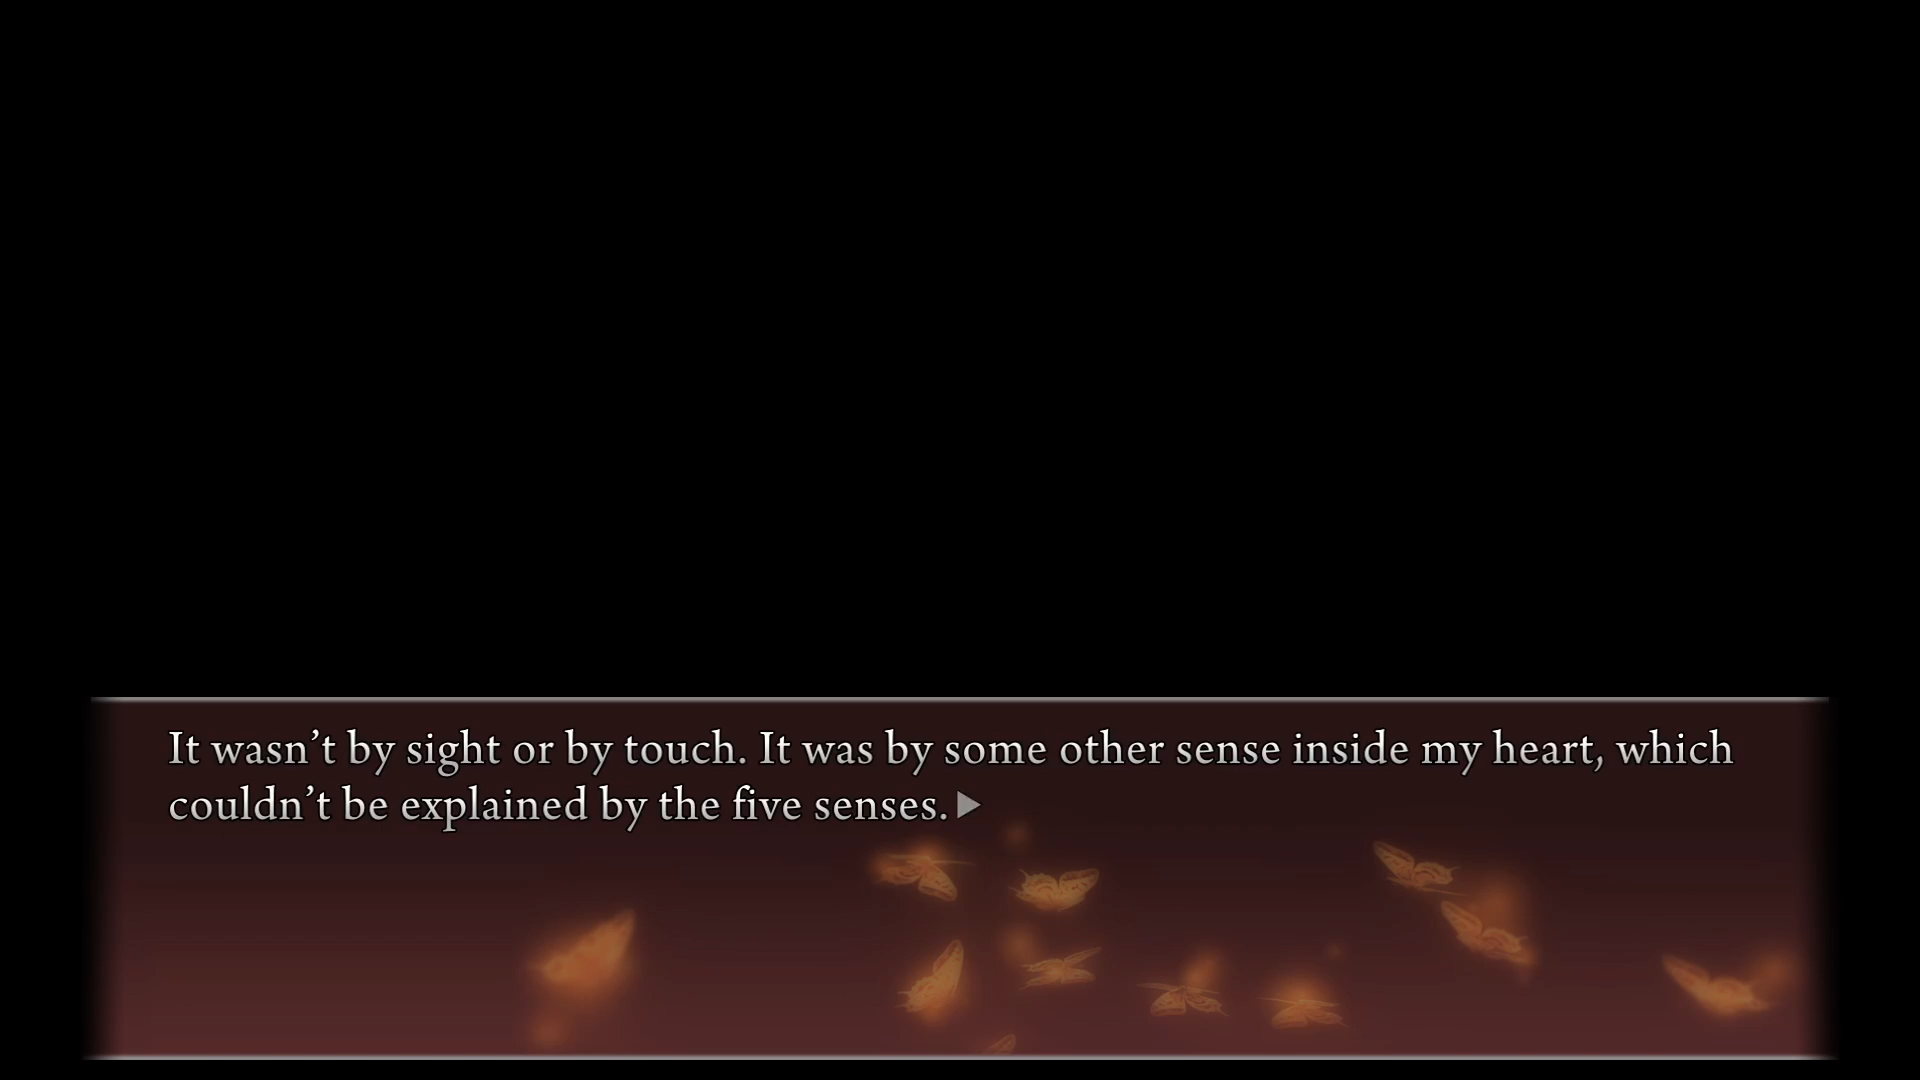 It wasn’t by sight or by touch. It was by some other sense inside my heart, which
couldn’t be explained by the five senses.